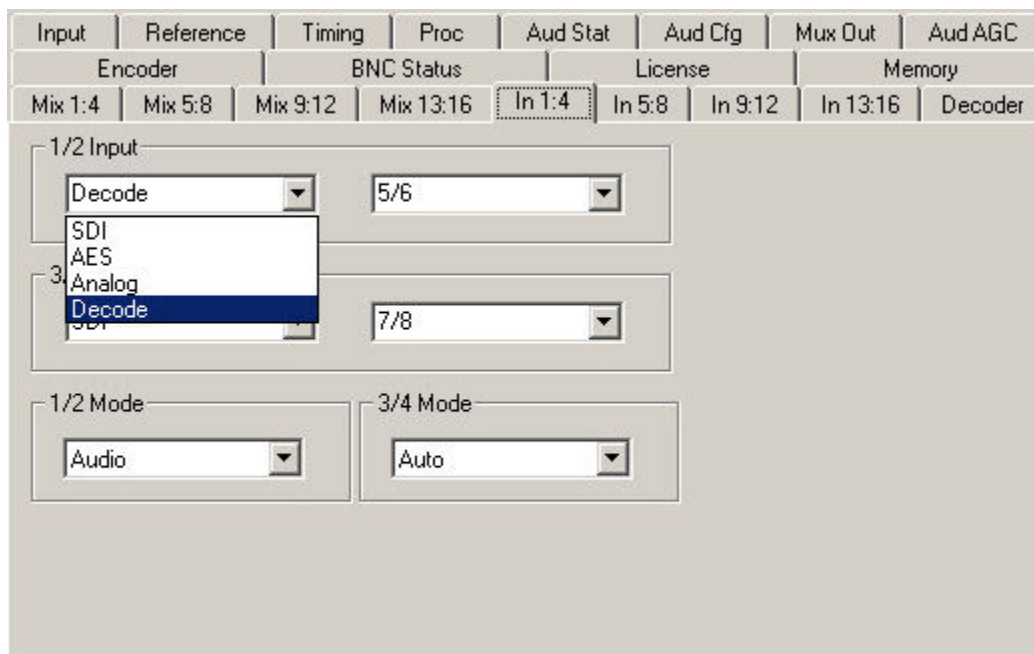 Input Reference Timing Proc Aud Stat Aud Cfg Mux Out Aud AGC
Encoder BNC Status License Memory
Mix 1:4 Mix 5:8 Mix 9:12 Mix 13:16 In 1:4 In 5:8 In 9:12 In 13:16 Decoder
1/2 Input
Decode 5/6
SDI
AES
Analog
Decode
3/
SDI 7/8
1/2 Mode 3/4 Mode
Audio Auto